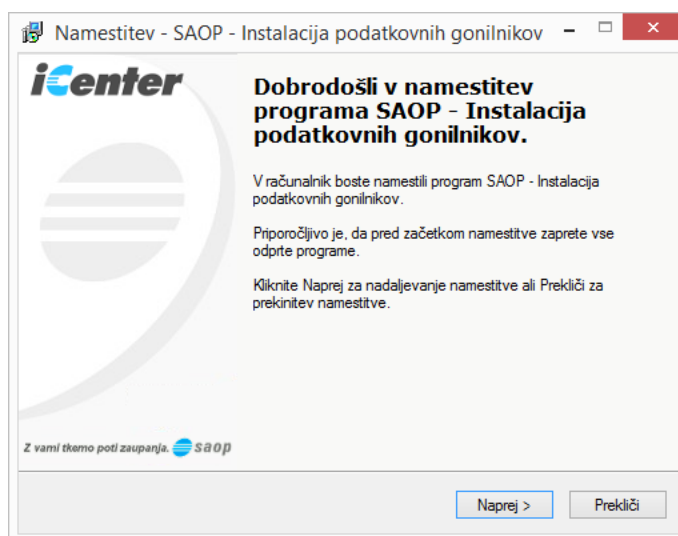 Namestitev - SAOP - Instalacija podatkovnih gonilnikov
iCenter
Dobrodošli v namestitev
programa SAOP - Instalacija
podatkovnih gonilnikov.
V računalnik boste namestili program SAOP - Instalacija
podatkovnih gonilnikov.
Priporočljivo je, da pred začetkom namestitve zaprete vse
odprte programe.
Kliknite Naprej za nadaljevanje namestitve ali Prekliči za
prekinitev namestitve.
Z vami tkemo poti zaupanja. saop
Naprej > Prekliči